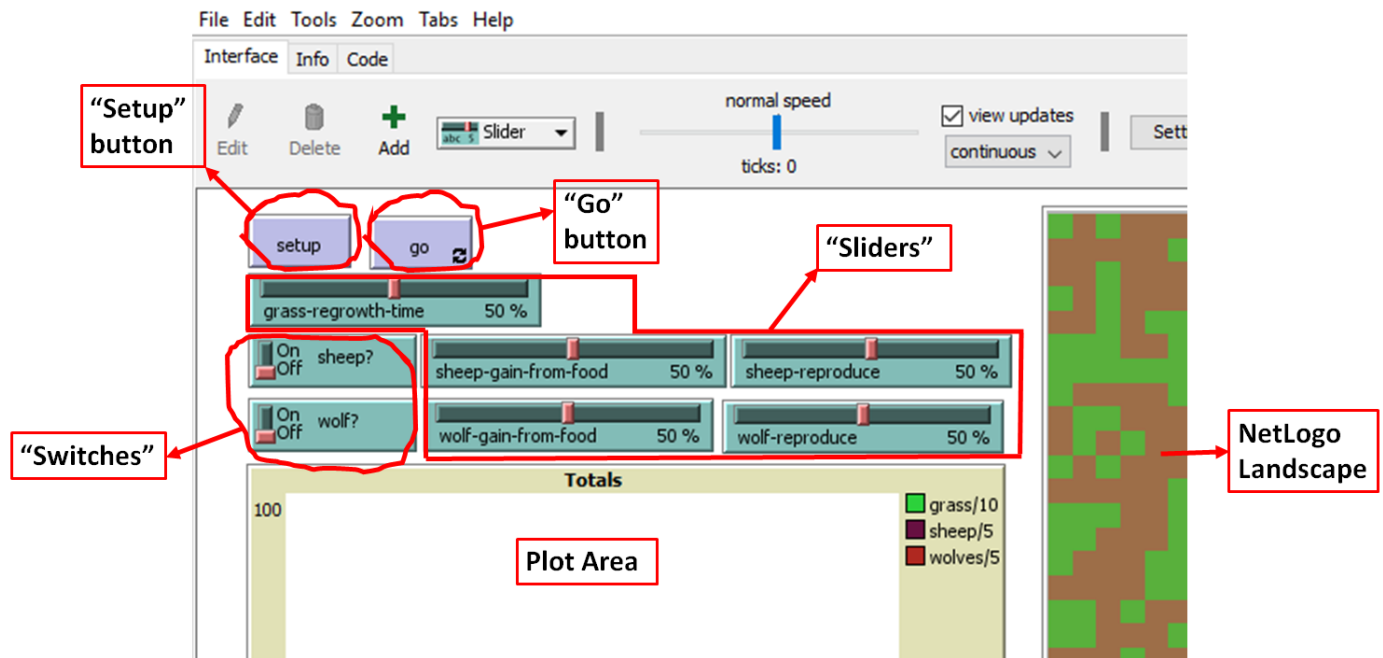 File Edit Tools Zoom Tabs Help
Interface Info Code
“Setup”
button
Edit
Delete
Add
abc 5 Slider
normal speed
ticks: 0
view updates
continuous
Sett
“Go”
button
setup
go
“Sliders”
grass-regrowth-time 50 %
On
Off
sheep?
sheep-gain-from-food 50 %
sheep-reproduce 50 %
On
Off
wolf?
wolf-gain-from-food 50 %
wolf-reproduce 50 %
“Switches”
NetLogo
Landscape
Totals
100
grass/10
sheep/5
wolves/5
Plot Area